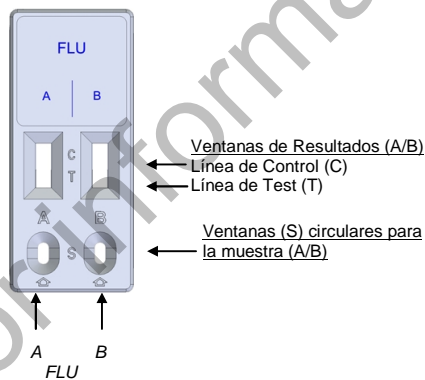 FLU
A B
C
T
A B
S
Ventanas de Resultados (A/B)
Línea de Control (C)
Línea de Test (T)
Ventanas (S) circulares para
la muestra (A/B)
A B
FLU